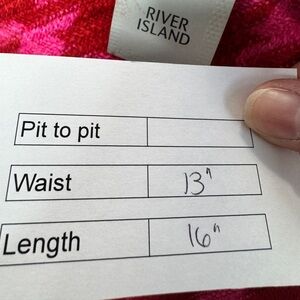 RIVER
ISLAND
Pit to pit
Waist 13"
Length 16"